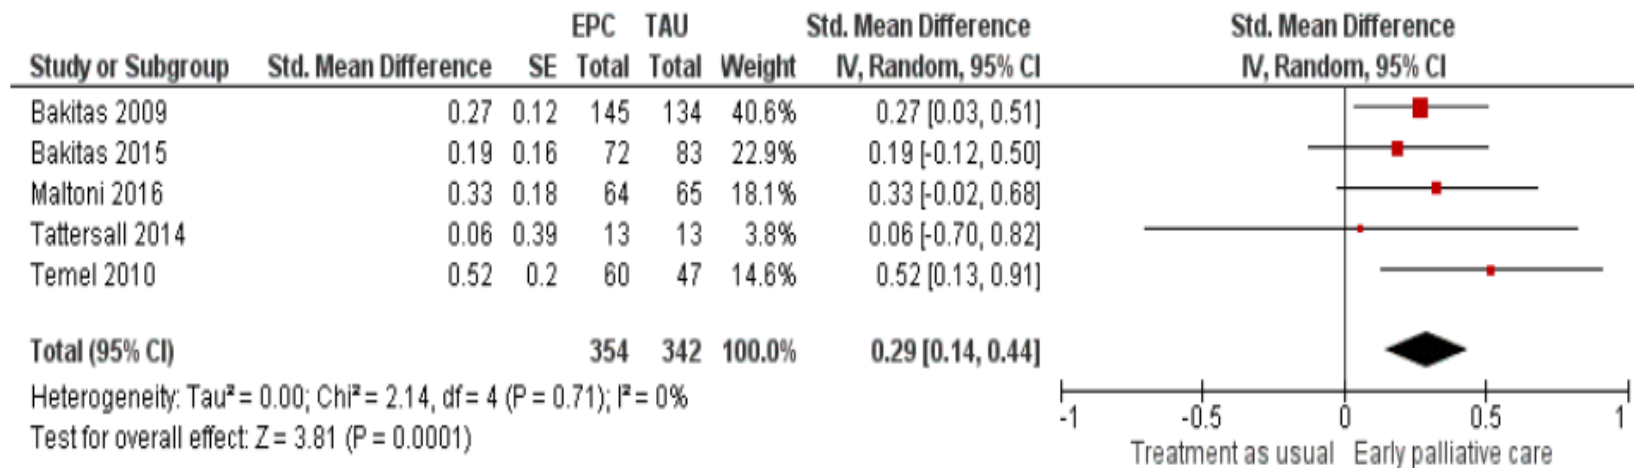 EPC TAU Std. Mean Difference Std. Mean Difference
Study or Subgroup Std. Mean Difference SE Total Total Weight IV, Random, 95% CI IV, Random, 95% CI
Bakitas 2009 0.27 0.12 145 134 40.6% 0.27 [0.03, 0.51]
Bakitas 2015 0.19 0.16 72 83 22.9% 0.19 [-0.12, 0.50]
Maltoni 2016 0.33 0.18 64 65 18.1% 0.33 [-0.02, 0.68]
Tattersall 2014 0.06 0.39 13 13 3.8% 0.06 [-0.70, 0.82]
Temel 2010 0.52 0.2 60 47 14.6% 0.52 [0.13, 0.91]
Total (95% CI) 354 342 100.0% 0.29 [0.14, 0.44]
Heterogeneity: Tau² = 0.00; Chi² = 2.14, df = 4 (P = 0.71); I² = 0%
Test for overall effect: Z = 3.81 (P = 0.0001)
-1 -0.5 0 0.5 1
Treatment as usual Early palliative care